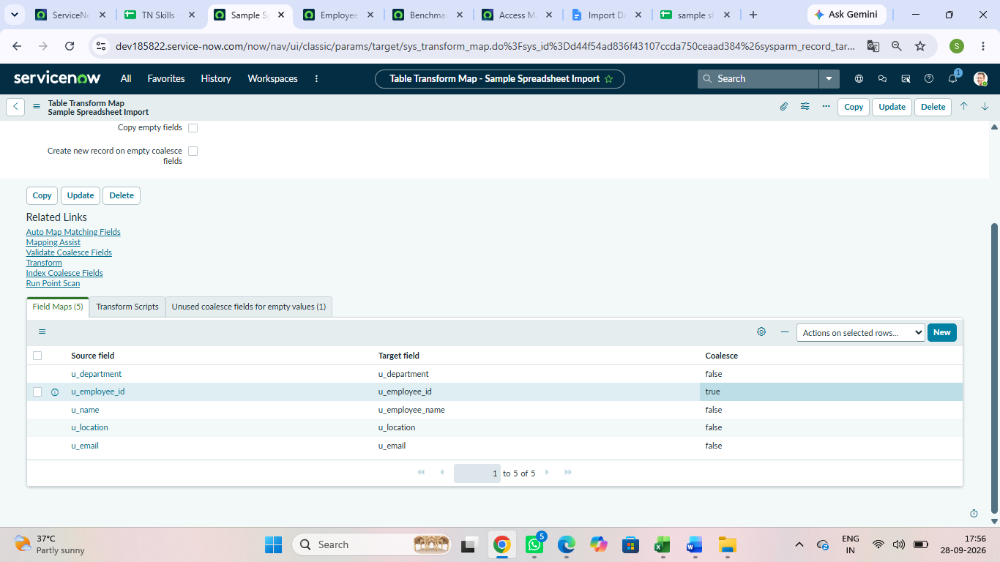 ServiceN
TN Skills -
Sample S
Employee
Benchma
Access M
Import D
sample s
Ask Gemini
dev185822.service-now.com/now/nav/ui/classic/params/target/sys_transform_map.do%3Fsys_id%3Dd44f54ad836f43107ccda750ceaad384%26sysparm_record_tar...
S
servicenow
All
Favorites
History
Workspaces
Table Transform Map - Sample Spreadsheet Import
Search
1
Table Transform Map
Sample Spreadsheet Import
Copy
Update
Delete
Copy empty fields
Create new record on empty coalesce
fields
Copy
Update
Delete
Related Links
Auto Map Matching Fields
Mapping Assist
Validate Coalesce Fields
Transform
Index Coalesce Fields
Run Point Scan
Field Maps (5)
Transform Scripts
Unused coalesce fields for empty values (1)
Actions on selected rows...
New
Source field Target field Coalesce
u_department u_department false
u_employee_id u_employee_id true
u_name u_employee_name false
u_location u_location false
u_email u_email false
1 to 5 of 5
37°C
Partly sunny
Search
5
ENG
IN
17:56
28-09-2026